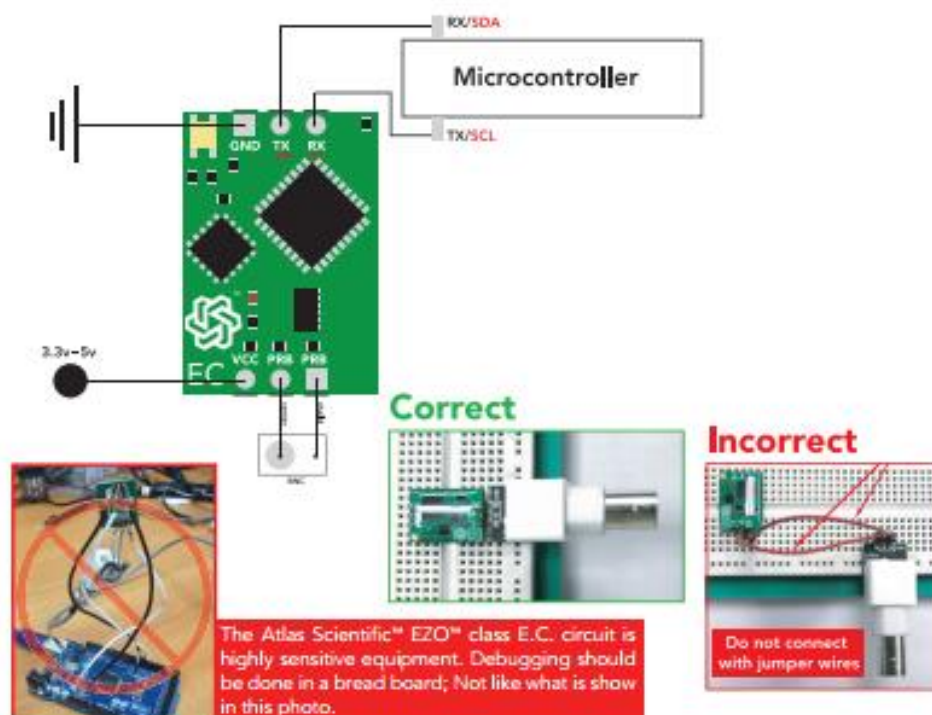 RX/SDA
Microcontroller
TX/SCL
GND TX RX
3.3v-5v
VCC PRB PRB
EC
BNC
Correct
Incorrect
The Atlas Scientific™ EZO™ class E.C. circuit is
highly sensitive equipment. Debugging should
be done in a bread board; Not like what is show
in this photo.
Do not connect
with jumper wires